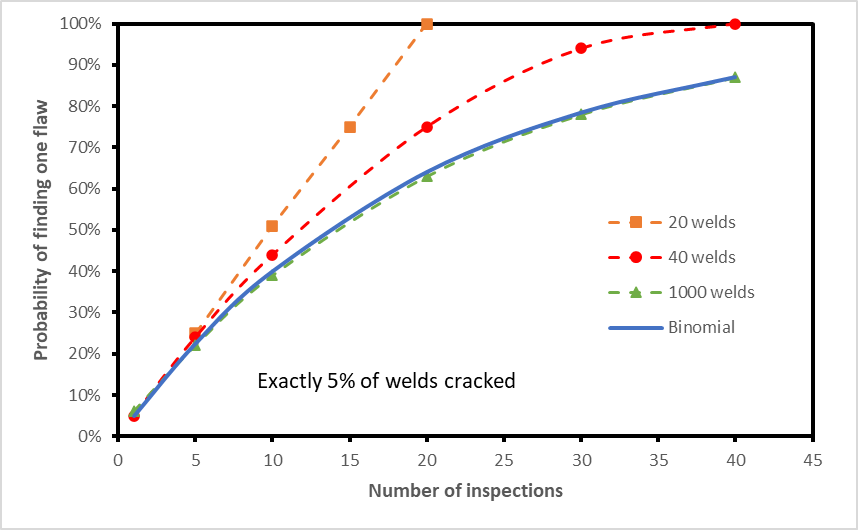 100%
90%
80%
70%
60%
50%
40%
30%
20%
10%
0%
Probability of finding one flaw
20 welds
40 welds
1000 welds
Binomial
Exactly 5% of welds cracked
0 5 10 15 20 25 30 35 40 45
Number of inspections